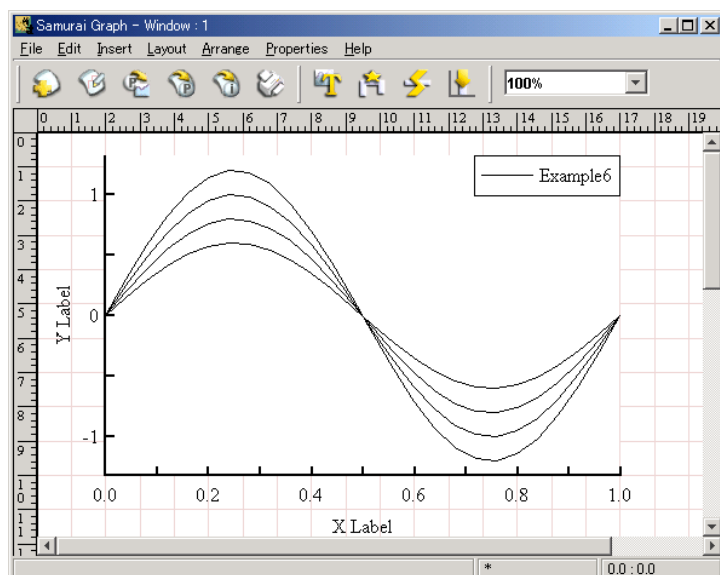 Samurai Graph - Window : 1
File Edit Insert Layout Arrange Properties Help
P P i T 100%
0 1 2 3 4 5 6 7 8 9 10 11 12 13 14 15 16 17 18 19
0
1
2
3
4
5
6
7
8
9
10
11
1
0
-1
Y Label
Example6
0.0 0.2 0.4 0.6 0.8 1.0
X Label
* 0.0 : 0.0